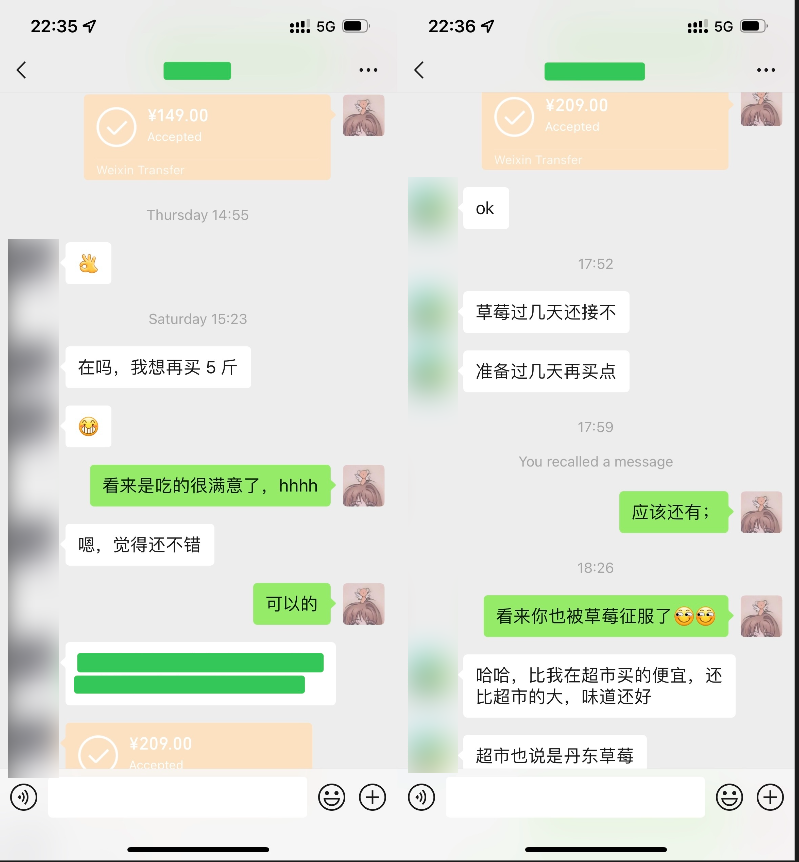 22:35
5G
¥149.00
Accepted
Weixin Transfer
Thursday 14:55
Saturday 15:23
在吗，我想再买 5 斤
看来是吃的很满意了，hhhh
嗯，觉得还不错
可以的
¥209.00
Accepted
22:36
5G
¥209.00
Accepted
Weixin Transfer
ok
17:52
草莓过几天还接不
准备过几天再买点
17:59
You recalled a message
应该还有；
18:26
看来你也被草莓征服了
哈哈，比我在超市买的便宜，还
比超市的大，味道还好
超市也说是丹东草莓